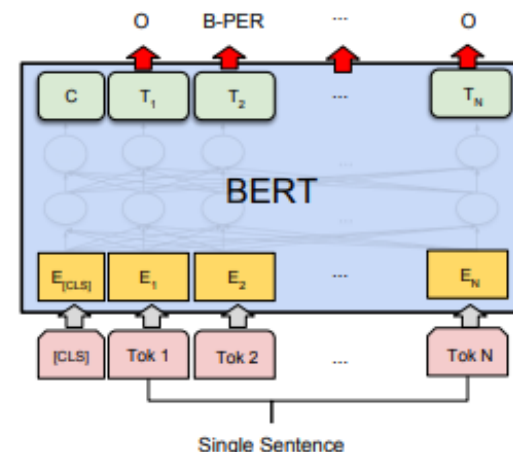 O B-PER ... O
C T1 T2 ... TN
...
BERT
...
E[CLS] E1 E2 ... EN
[CLS] Tok 1 Tok 2 ... Tok N
Single Sentence